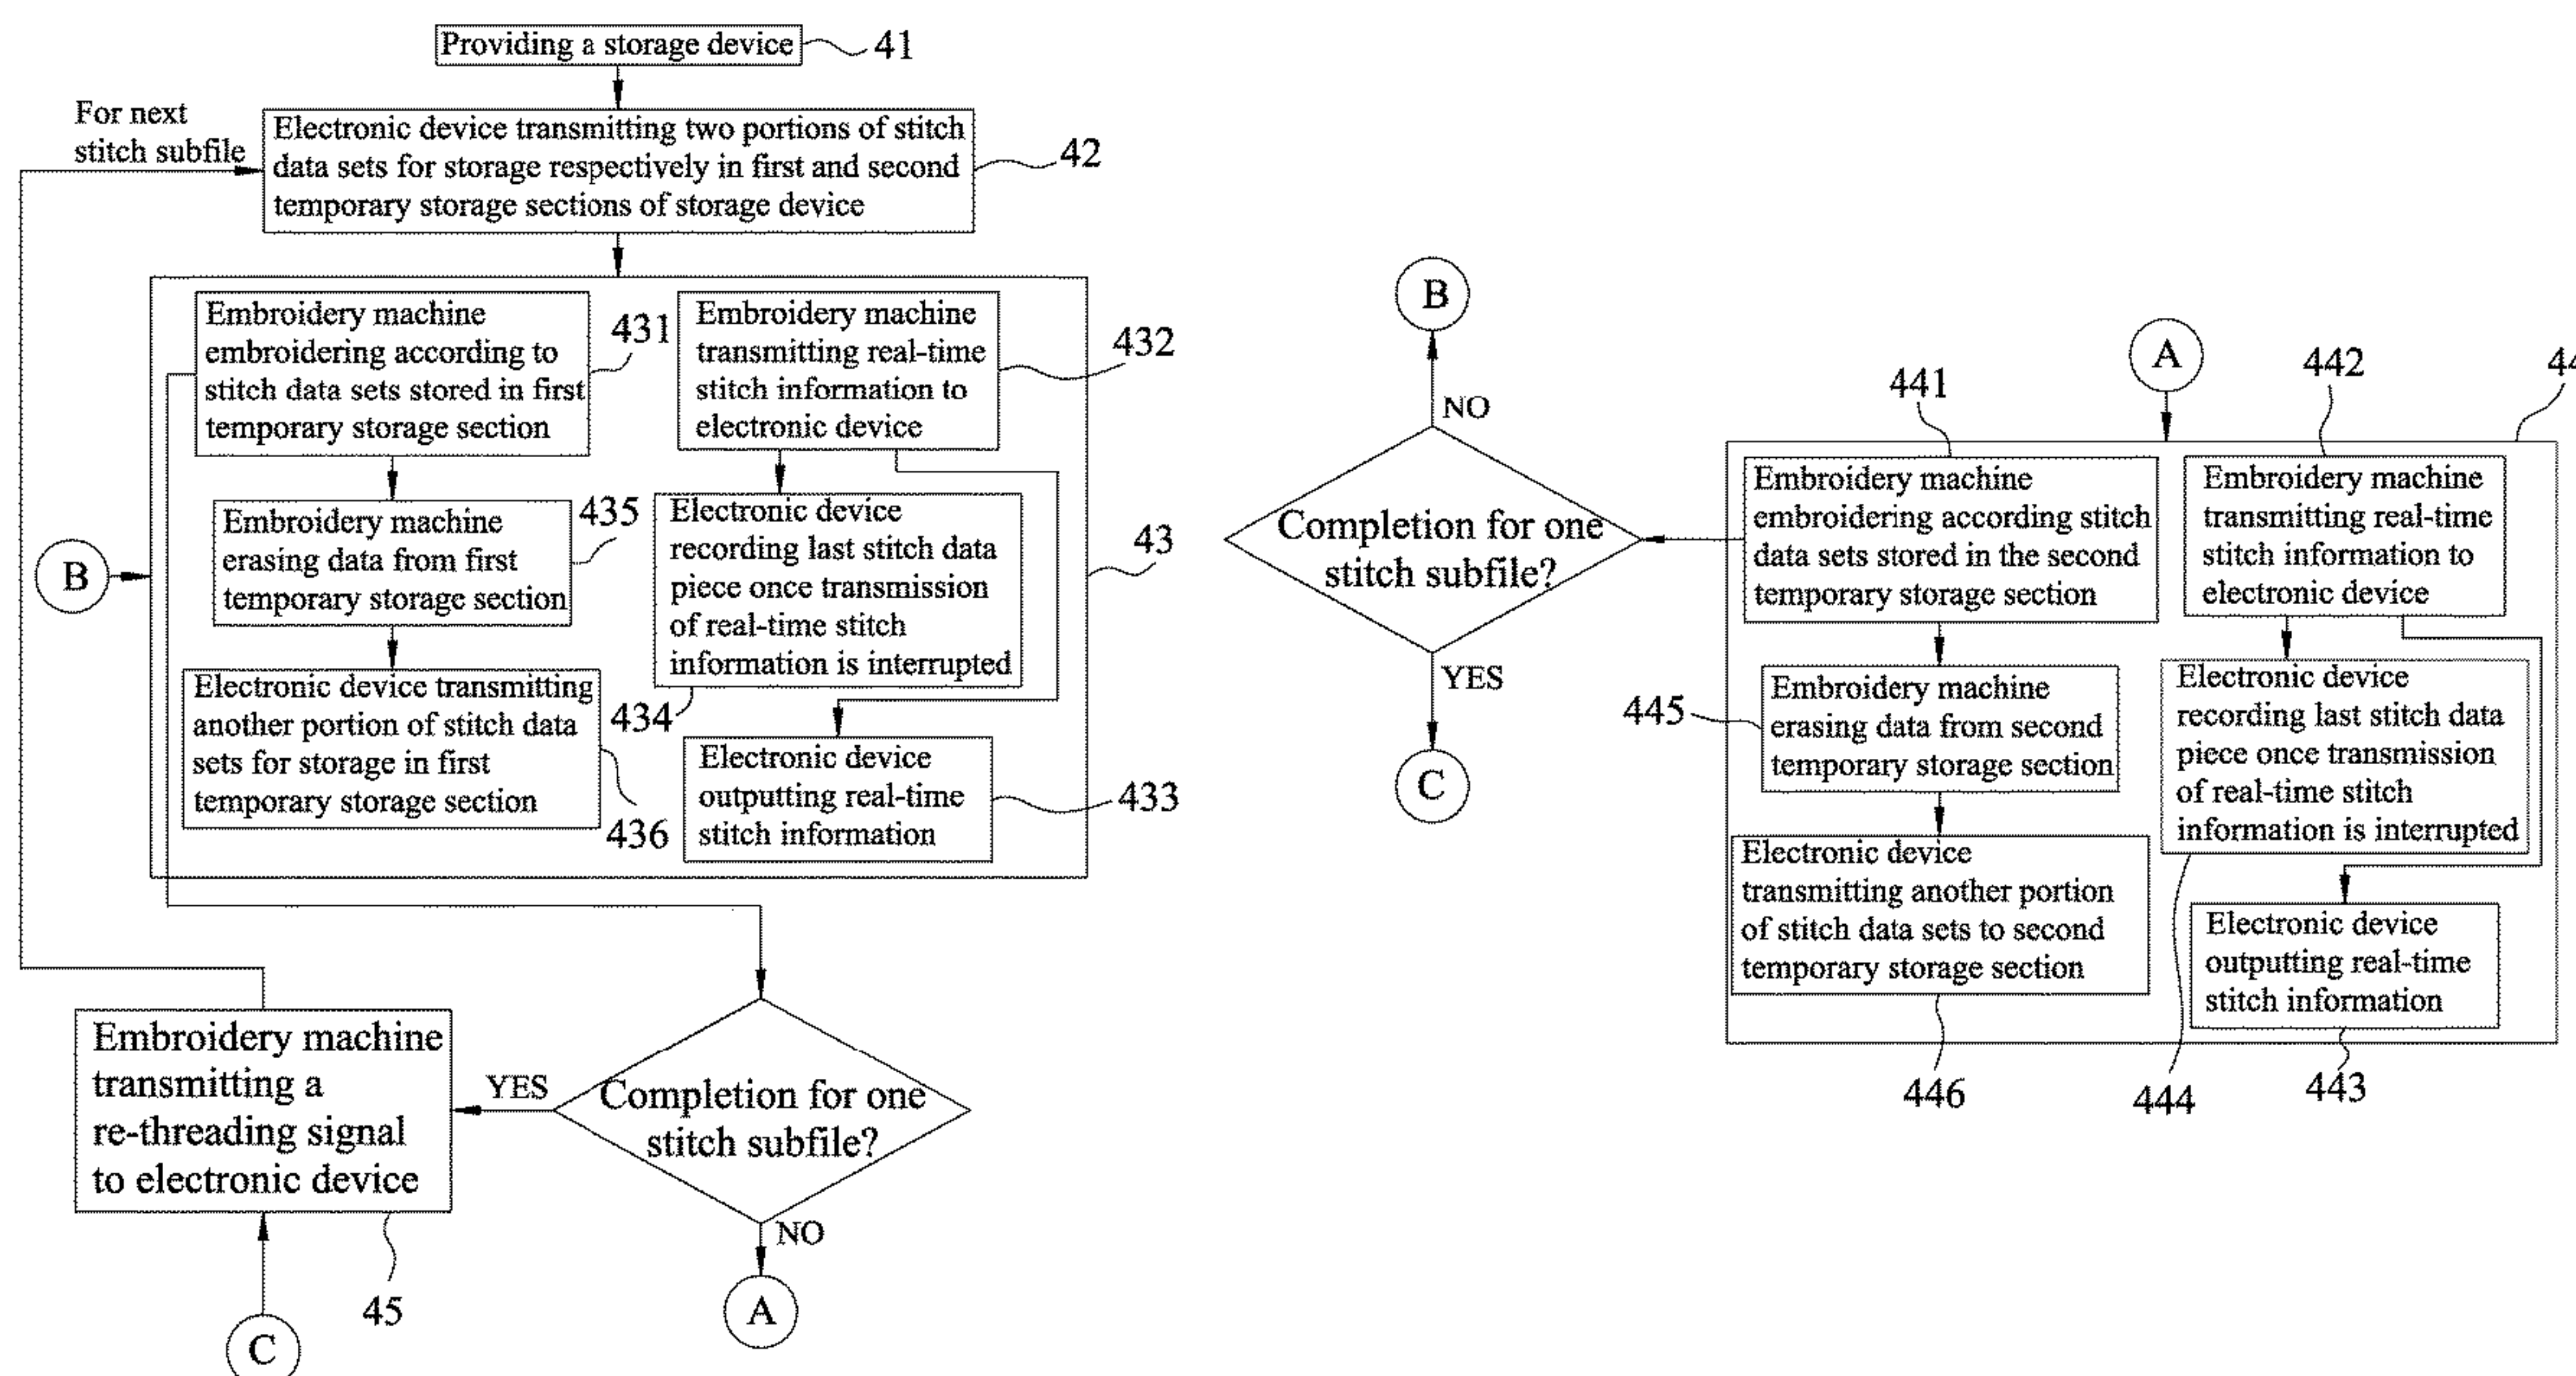 Providing a storage device
41
For next
stitch subfile
Electronic device transmitting two portions of stitch
data sets for storage respectively in first and second
temporary storage sections of storage device
42
Embroidery machine
embroidering according to
stitch data sets stored in first
temporary storage section
431
Embroidery machine
transmitting real-time
stitch information to
electronic device
432
Embroidery machine
erasing data from first
temporary storage section
435
Electronic device
recording last stitch data
piece once transmission
of real-time stitch
information is interrupted
434
43
B
Electronic device transmitting
another portion of stitch data
sets for storage in first
temporary storage section
436
Electronic device
outputting real-time
stitch information
433
Embroidery machine
transmitting a
re-threading signal
to electronic device
45
YES
Completion for one
stitch subfile?
NO
A
C
B
NO
Completion for one
stitch subfile?
YES
C
A
44
441
Embroidery machine
embroidering according stitch
data sets stored in the second
temporary storage section
442
Embroidery machine
transmitting real-time
stitch information to
electronic device
445
Embroidery machine
erasing data from second
temporary storage section
Electronic device
recording last stitch data
piece once transmission
of real-time stitch
information is interrupted
444
Electronic device
transmitting another portion
of stitch data sets to second
temporary storage section
446
Electronic device
outputting real-time
stitch information
443